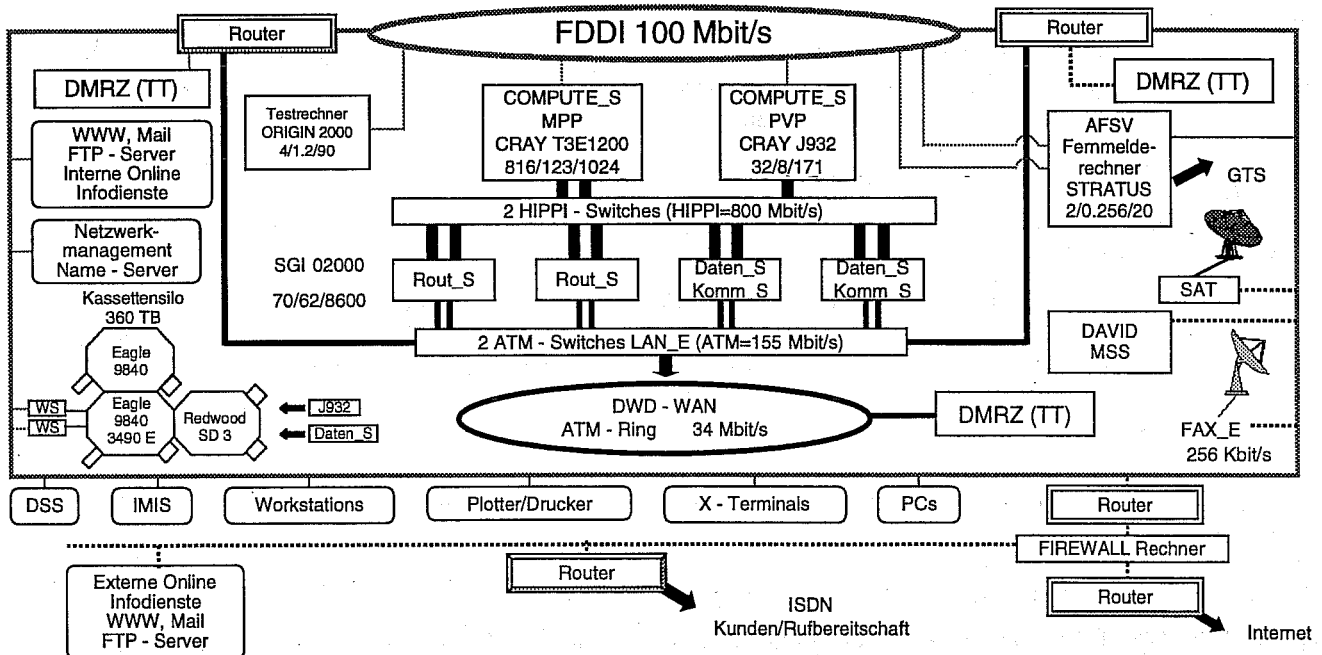 Router
FDDI 100 Mbit/s
Router
DMRZ (TT)
DMRZ (TT)
Testrechner
ORIGIN 2000
4/1.2/90
COMPUTE_S
MPP
CRAY T3E1200
816/123/1024
COMPUTE_S
PVP
CRAY J932
32/8/171
AFSV
Fernmelde-
rechner
STRATUS
2/0.256/20
GTS
WWW, Mail
FTP - Server
Interne Online
Infodienste
2 HIPPI - Switches (HIPPI=800 Mbit/s)
Netzwerk-
management
Name - Server
SGI 02000
70/62/8600
Rout_S
Rout_S
Daten_S
Komm_S
Daten_S
Komm_S
SAT
Kassettensilo
360 TB
2 ATM - Switches LAN_E (ATM=155 Mbit/s)
DAVID
MSS
Eagle
9840
Eagle
9840
3490 E
Redwood
SD 3
WS
WS
J932
Daten_S
DWD - WAN
ATM - Ring 34 Mbit/s
DMRZ (TT)
FAX_E
256 Kbit/s
DSS
IMIS
Workstations
Plotter/Drucker
X - Terminals
PCs
Router
FIREWALL Rechner
Externe Online
Infodienste
WWW, Mail
FTP - Server
Router
ISDN
Kunden/Rufbereitschaft
Router
Internet